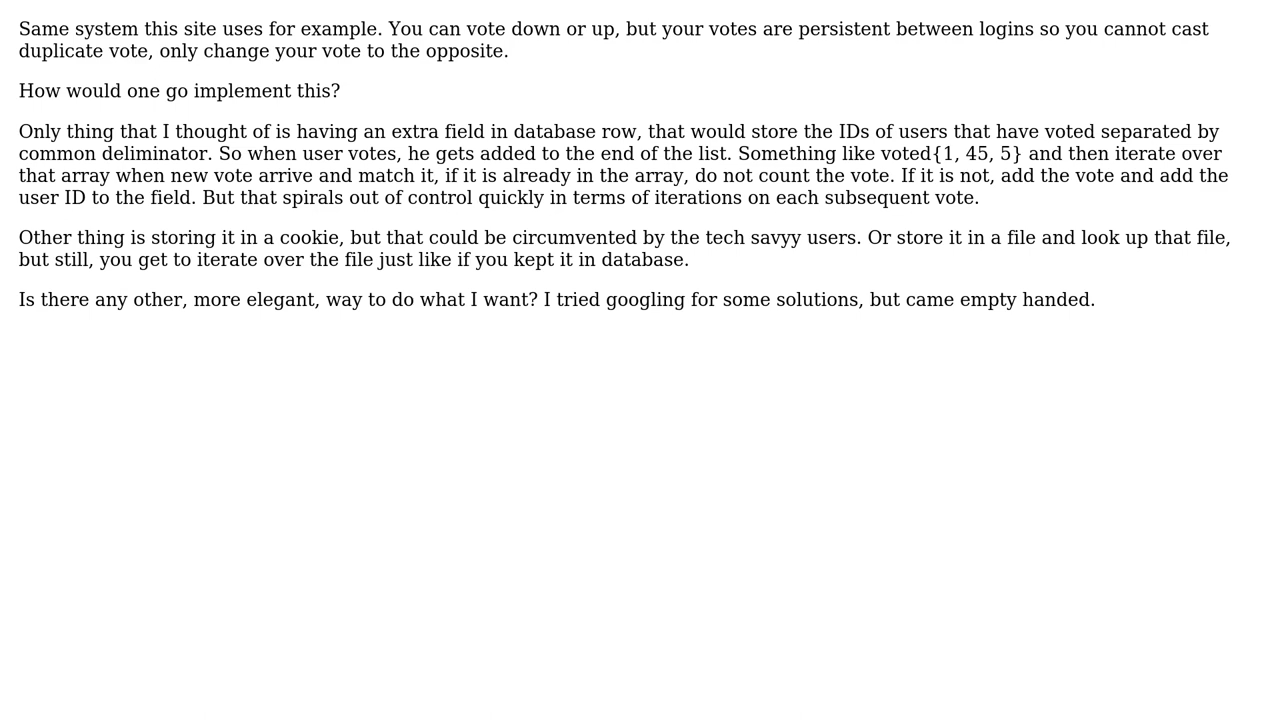 Same system this site uses for example. You can vote down or up, but your votes are persistent between logins so you cannot cast
duplicate vote, only change your vote to the opposite.
How would one go implement this?
Only thing that I thought of is having an extra field in database row, that would store the IDs of users that have voted separated by
common deliminator. So when user votes, he gets added to the end of the list. Something like voted{1, 45, 5} and then iterate over
that array when new vote arrive and match it, if it is already in the array, do not count the vote. If it is not, add the vote and add the
user ID to the field. But that spirals out of control quickly in terms of iterations on each subsequent vote.
Other thing is storing it in a cookie, but that could be circumvented by the tech savyy users. Or store it in a file and look up that file,
but still, you get to iterate over the file just like if you kept it in database.
Is there any other, more elegant, way to do what I want? I tried googling for some solutions, but came empty handed.